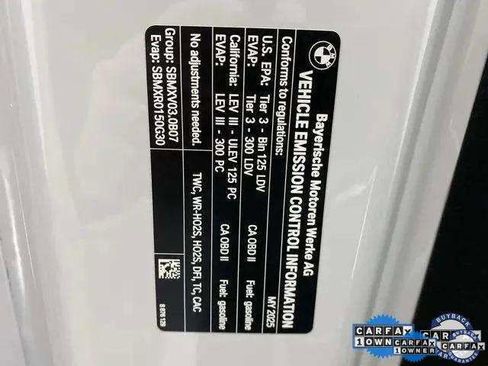 BMW
Bayerische Motoren Werke AG
VEHICLE EMISSION CONTROL INFORMATION
Conforms to regulations: MY 2025
U.S. EPA: Tier 3 - Bin 125 LDV CA OBD II Fuel: gasoline
EVAP: Tier 3 - 300 LDV
California: LEV III - ULEV 125 PC CA OBD II Fuel: gasoline
EVAP: LEV III - 300 PC
No adjustments needed. TWC, WR-HO2S, HO2S, DFI, TC, CAC
Group: SBMXV03.0B07
Evap: SBMXR0150G30
CARFAX
1 OWNER
CARFAX
1 OWNER
BUYBACK
CARFAX